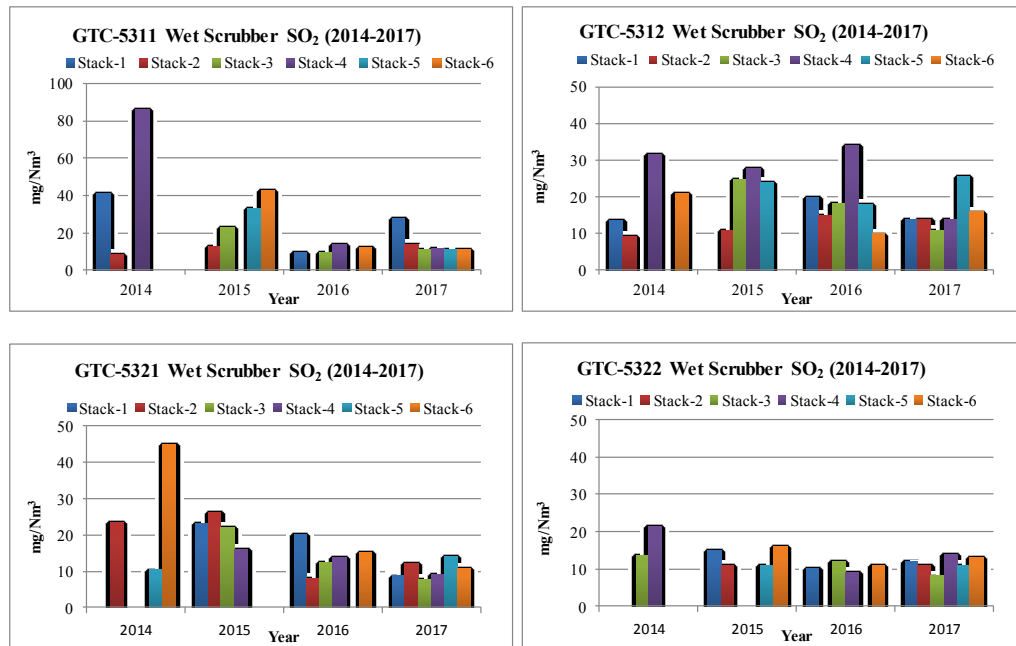 GTC-5311 Wet Scrubber SO₂ (2014-2017)
Stack-1 Stack-2 Stack-3 Stack-4 Stack-5 Stack-6
100
80
60
40
20
0
mg/Nm³
2014 2015 2016 2017
Year
GTC-5312 Wet Scrubber SO₂ (2014-2017)
Stack-1 Stack-2 Stack-3 Stack-4 Stack-5 Stack-6
50
40
30
20
10
0
mg/Nm³
2014 2015 2016 2017
Year
GTC-5321 Wet Scrubber SO₂ (2014-2017)
Stack-1 Stack-2 Stack-3 Stack-4 Stack-5 Stack-6
50
40
30
20
10
0
mg/Nm³
2014 2015 2016 2017
Year
GTC-5322 Wet Scrubber SO₂ (2014-2017)
Stack-1 Stack-2 Stack-3 Stack-4 Stack-5 Stack-6
50
40
30
20
10
0
mg/Nm³
2014 2015 2016 2017
Year